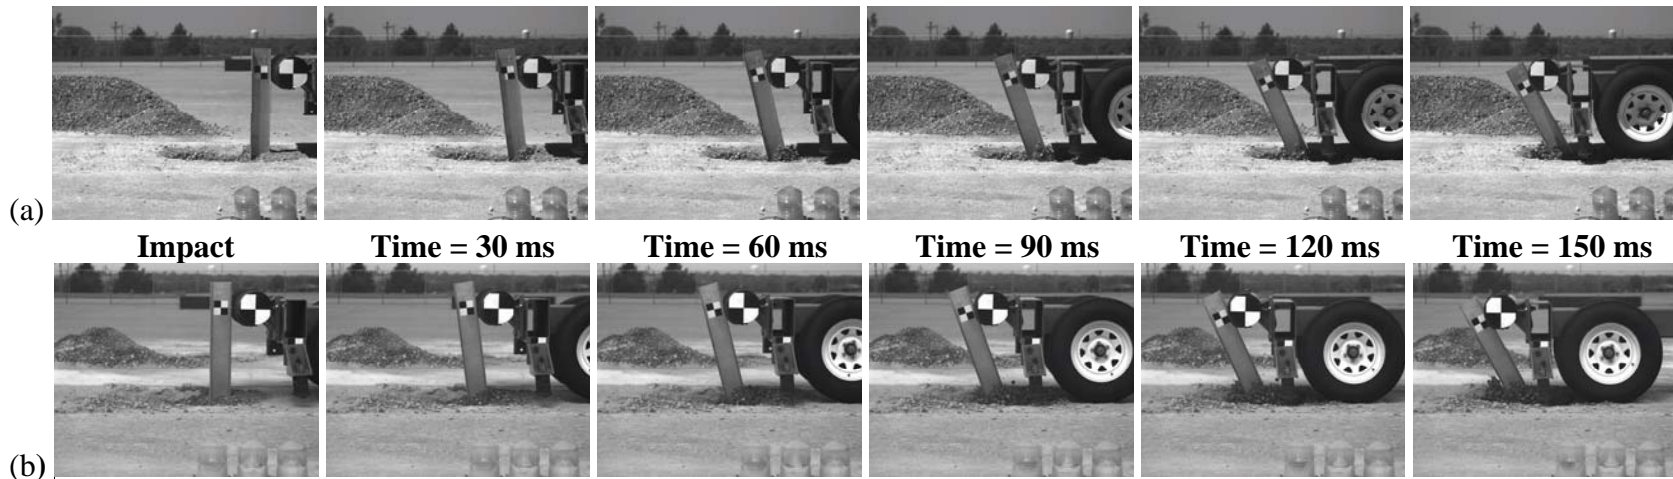 (a)
Impact Time = 30 ms Time = 60 ms Time = 90 ms Time = 120 ms Time = 150 ms
(b)